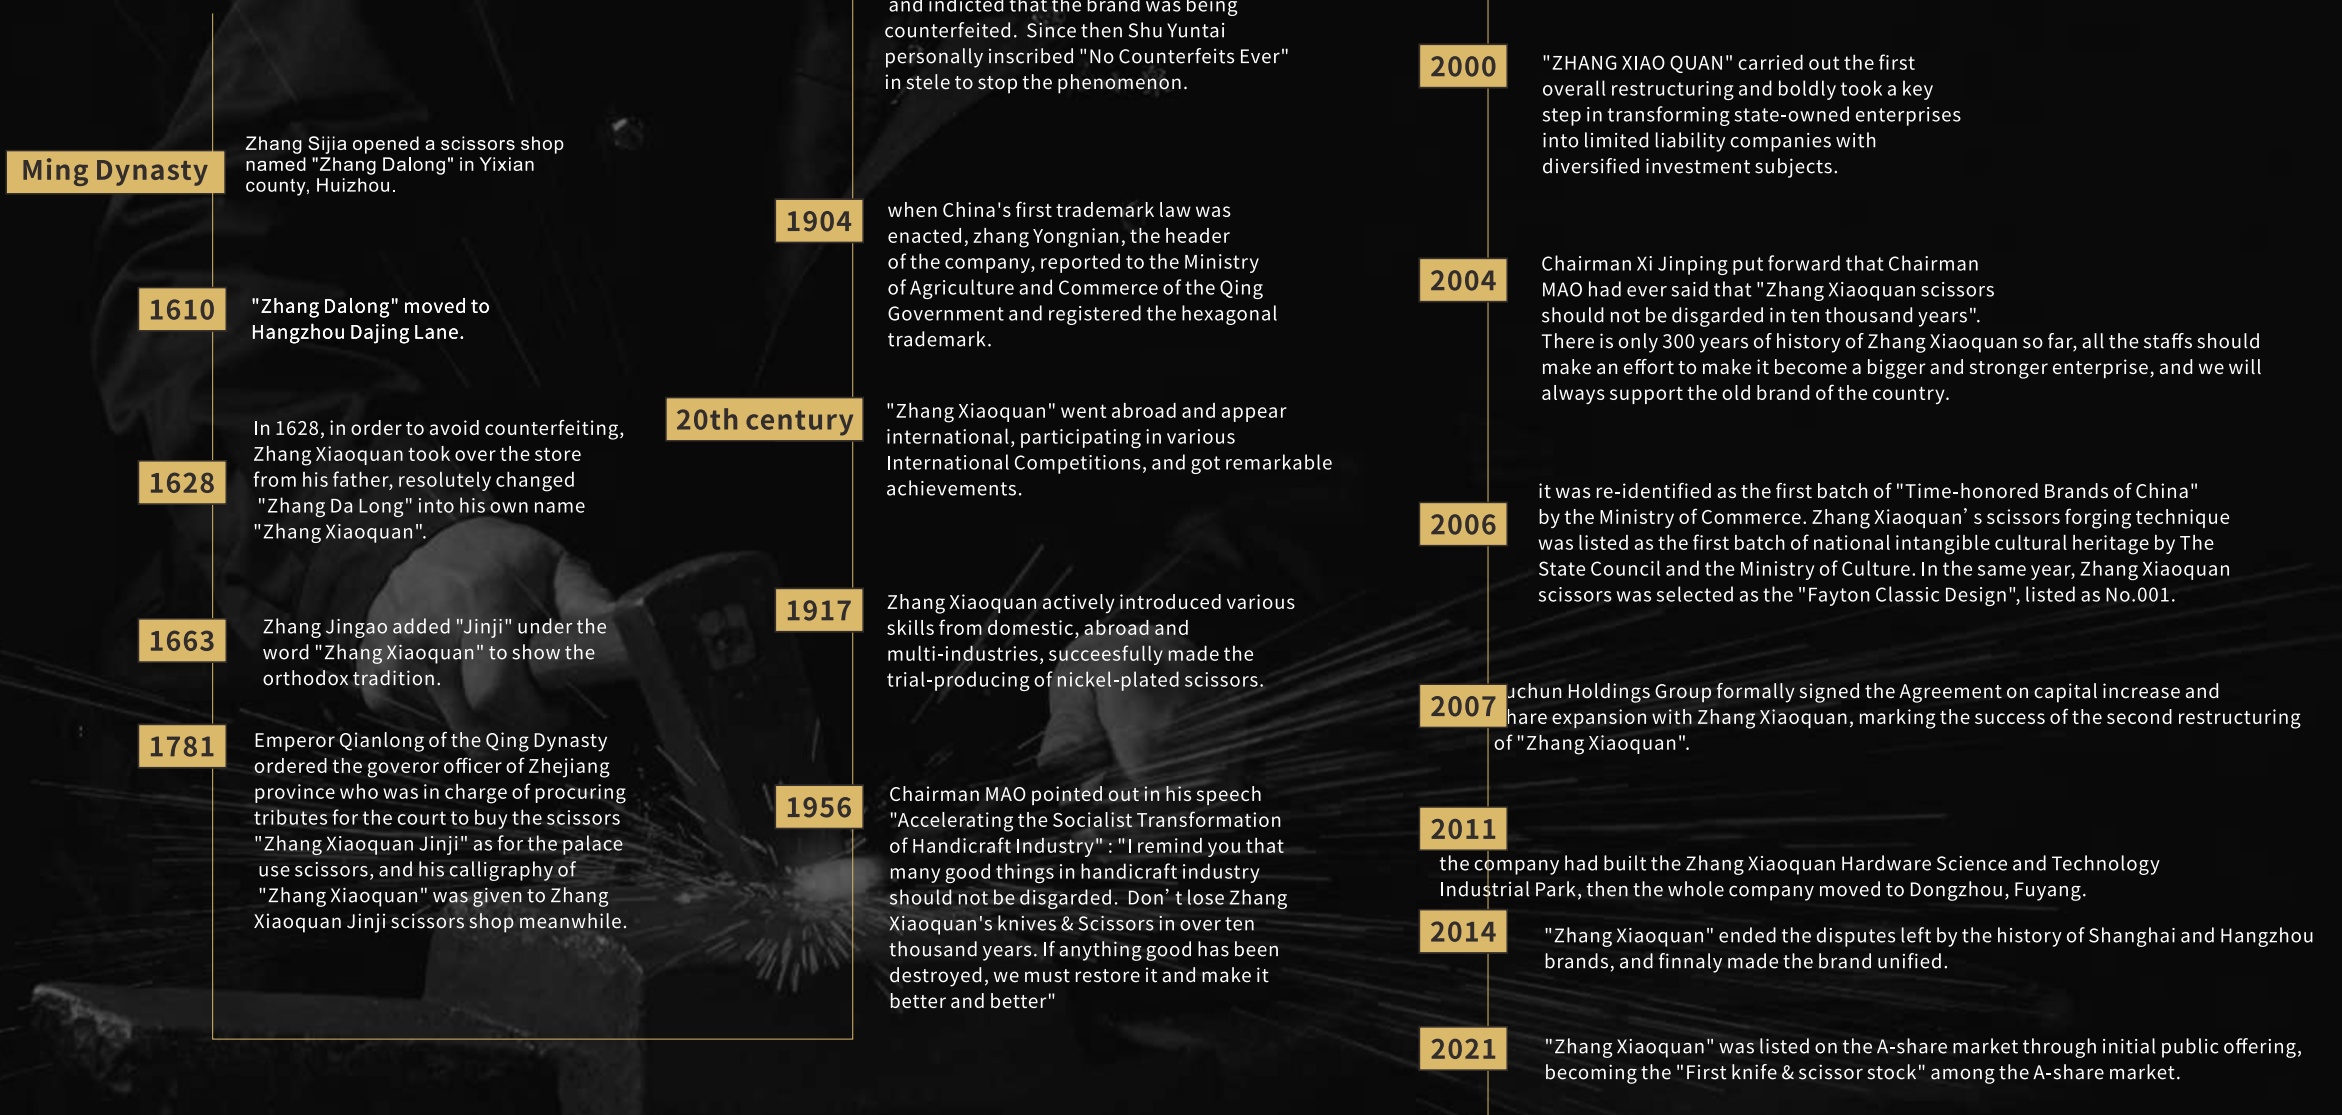 Ming Dynasty
Zhang Sijia opened a scissors shop
named "Zhang Dalong" in Yixian
county, Huizhou.
1610
"Zhang Dalong" moved to
Hangzhou Dajing Lane.
1628
In 1628, in order to avoid counterfeiting,
Zhang Xiaoquan took over the store
from his father, resolutely changed
"Zhang Da Long" into his own name
"Zhang Xiaoquan".
1663
Zhang Jingao added "Jinji" under the
word "Zhang Xiaoquan" to show the
orthodox tradition.
1781
Emperor Qianlong of the Qing Dynasty
ordered the goveror officer of Zhejiang
province who was in charge of procuring
tributes for the court to buy the scissors
"Zhang Xiaoquan Jinji" as for the palace
use scissors, and his calligraphy of
"Zhang Xiaoquan" was given to Zhang
Xiaoquan Jinji scissors shop meanwhile.
and indicted that the brand was being
counterfeited. Since then Shu Yuntai
personally inscribed "No Counterfeits Ever"
in stele to stop the phenomenon.
1904
when China's first trademark law was
enacted, zhang Yongnian, the header
of the company, reported to the Ministry
of Agriculture and Commerce of the Qing
Government and registered the hexagonal
trademark.
20th century
"Zhang Xiaoquan" went abroad and appear
international, participating in various
International Competitions, and got remarkable
achievements.
1917
Zhang Xiaoquan actively introduced various
skills from domestic, abroad and
multi-industries, succeesfully made the
trial-producing of nickel-plated scissors.
1956
Chairman MAO pointed out in his speech
"Accelerating the Socialist Transformation
of Handicraft Industry" : "I remind you that
many good things in handicraft industry
should not be disgarded. Don’t lose Zhang
Xiaoquan's knives & Scissors in over ten
thousand years. If anything good has been
destroyed, we must restore it and make it
better and better"
2000
"ZHANG XIAO QUAN" carried out the first
overall restructuring and boldly took a key
step in transforming state-owned enterprises
into limited liability companies with
diversified investment subjects.
2004
Chairman Xi Jinping put forward that Chairman
MAO had ever said that "Zhang Xiaoquan scissors
should not be disgarded in ten thousand years".
There is only 300 years of history of Zhang Xiaoquan so far, all the staffs should
make an effort to make it become a bigger and stronger enterprise, and we will
always support the old brand of the country.
2006
it was re-identified as the first batch of "Time-honored Brands of China"
by the Ministry of Commerce. Zhang Xiaoquan’s scissors forging technique
was listed as the first batch of national intangible cultural heritage by The
State Council and the Ministry of Culture. In the same year, Zhang Xiaoquan
scissors was selected as the "Fayton Classic Design", listed as No.001.
2007
uchun Holdings Group formally signed the Agreement on capital increase and
hare expansion with Zhang Xiaoquan, marking the success of the second restructuring
of "Zhang Xiaoquan".
2011
the company had built the Zhang Xiaoquan Hardware Science and Technology
Industrial Park, then the whole company moved to Dongzhou, Fuyang.
2014
"Zhang Xiaoquan" ended the disputes left by the history of Shanghai and Hangzhou
brands, and finnaly made the brand unified.
2021
"Zhang Xiaoquan" was listed on the A-share market through initial public offering,
becoming the "First knife & scissor stock" among the A-share market.